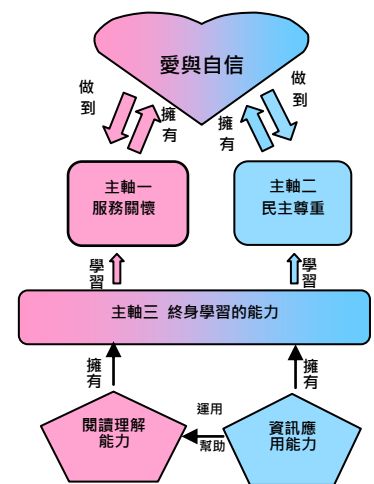 愛與自信
做
到
擁
有
擁
有
做
到
主軸一
服務關懷
主軸二
民主尊重
學
習
學
習
主軸三 終身學習的能力
擁
有
擁
有
閱讀理解
能力
運用
幫助
資訊應
用能力